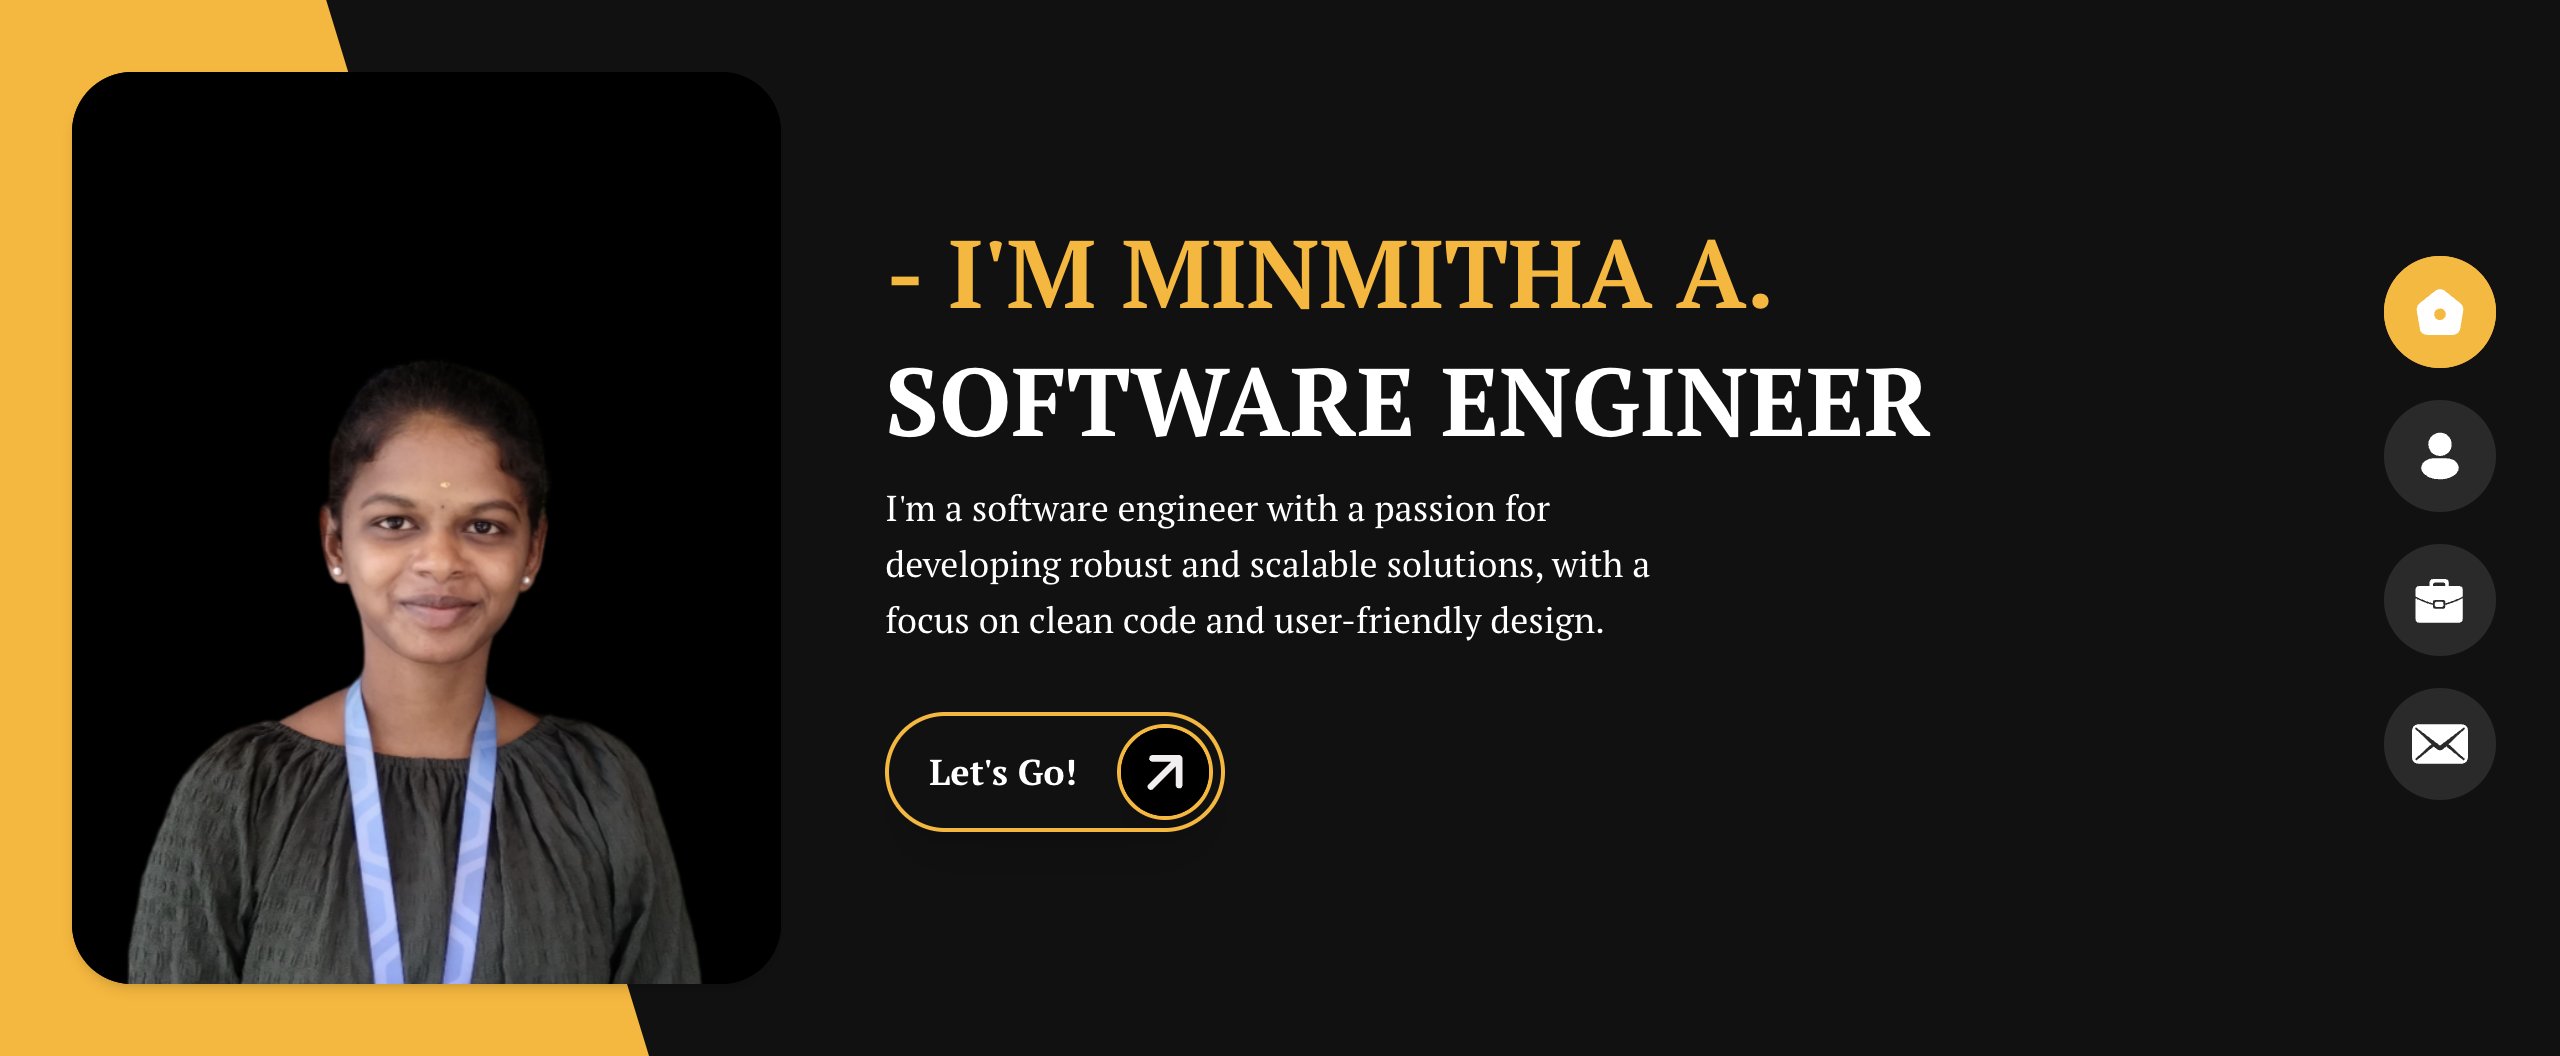 - I'M MINMITHA A.
SOFTWARE ENGINEER
I'm a software engineer with a passion for
developing robust and scalable solutions, with a
focus on clean code and user-friendly design.
Let's Go!